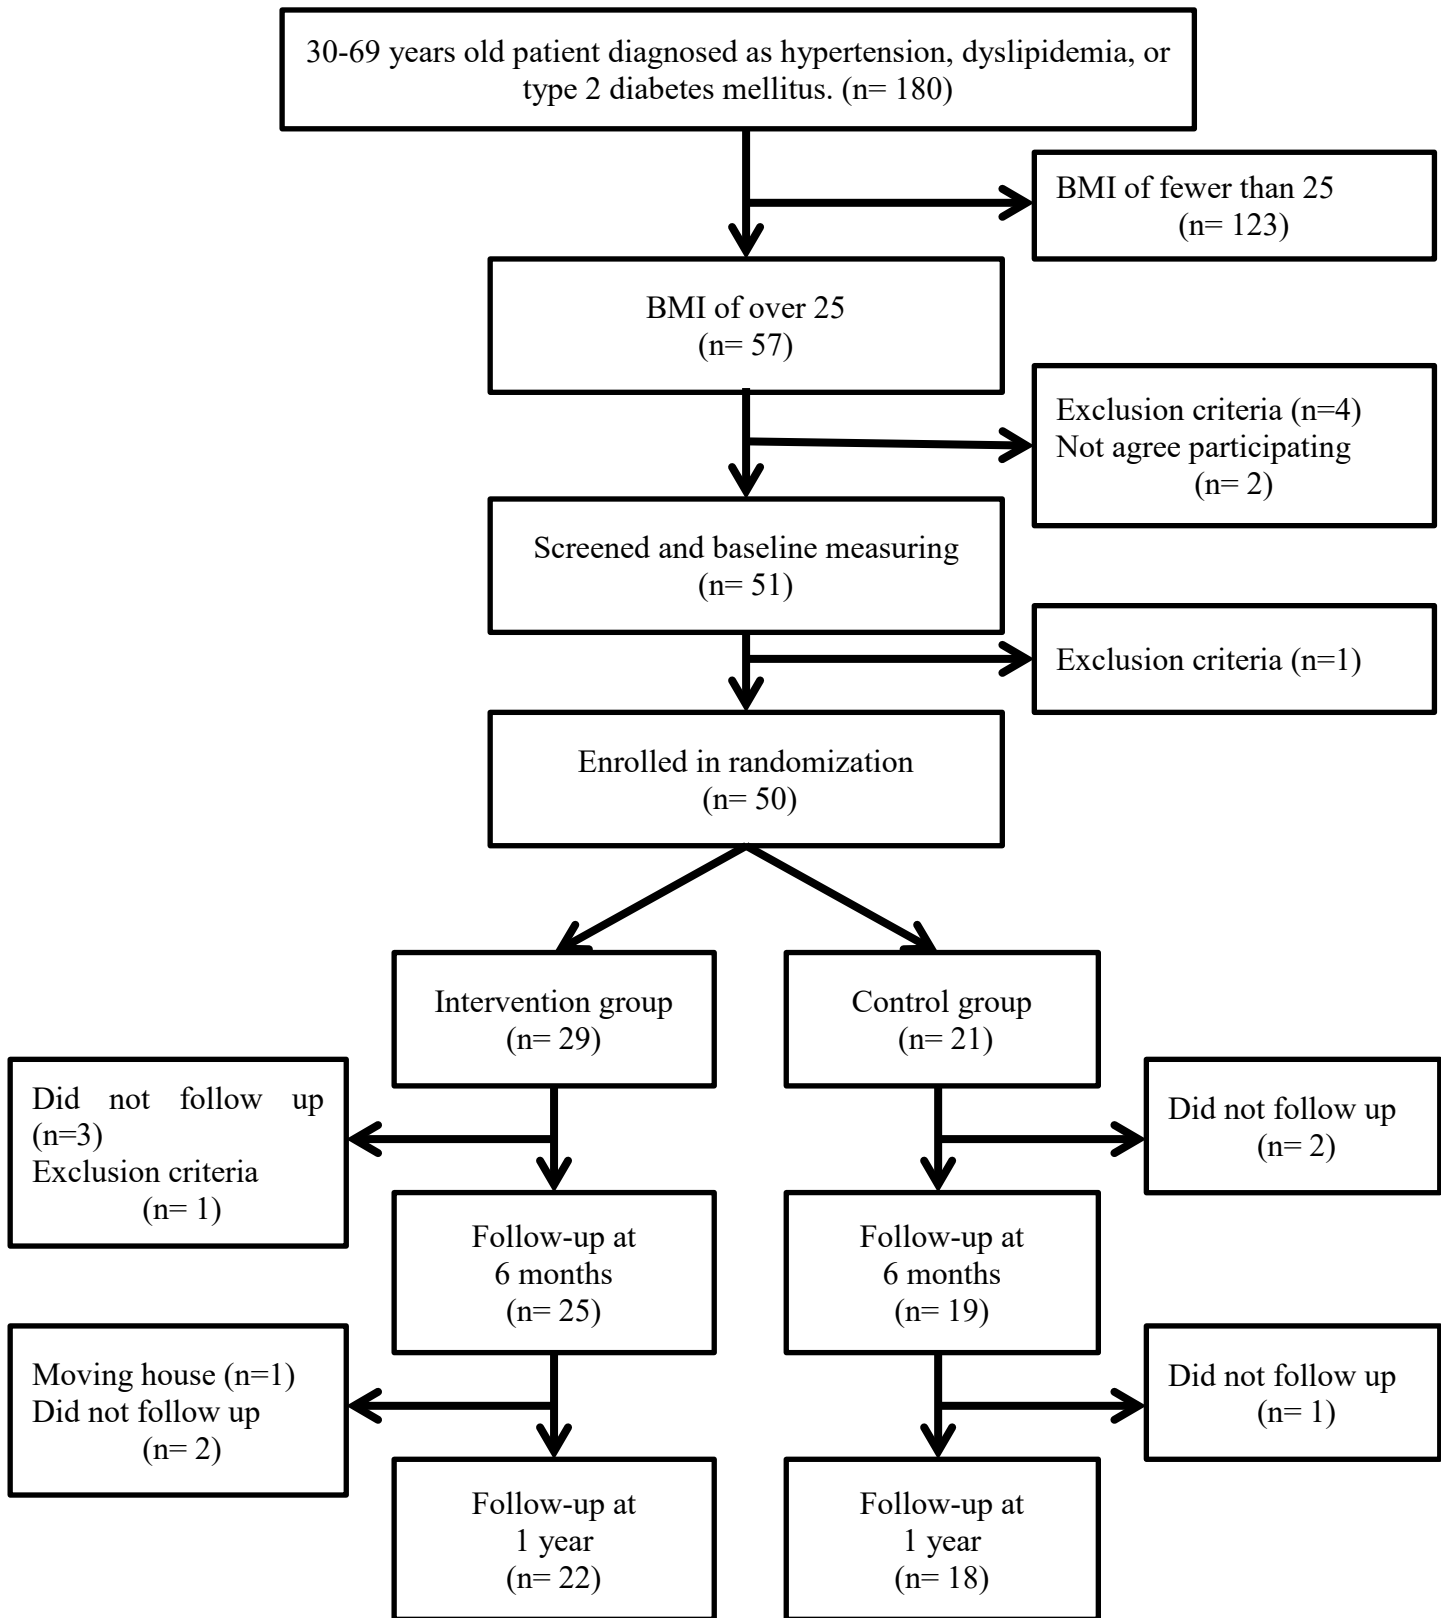 30-69 years old patient diagnosed as hypertension, dyslipidemia, or
type 2 diabetes mellitus. (n= 180)
BMI of fewer than 25
(n= 123)
BMI of over 25
(n= 57)
Exclusion criteria (n=4)
Not agree participating
(n= 2)
Screened and baseline measuring
(n= 51)
Exclusion criteria (n=1)
Enrolled in randomization
(n= 50)
Intervention group
(n= 29)
Control group
(n= 21)
Did not follow up
(n=3)
Exclusion criteria
(n= 1)
Did not follow up
(n= 2)
Follow-up at
6 months
(n= 25)
Follow-up at
6 months
(n= 19)
Moving house (n=1)
Did not follow up
(n= 2)
Did not follow up
(n= 1)
Follow-up at
1 year
(n= 22)
Follow-up at
1 year
(n= 18)